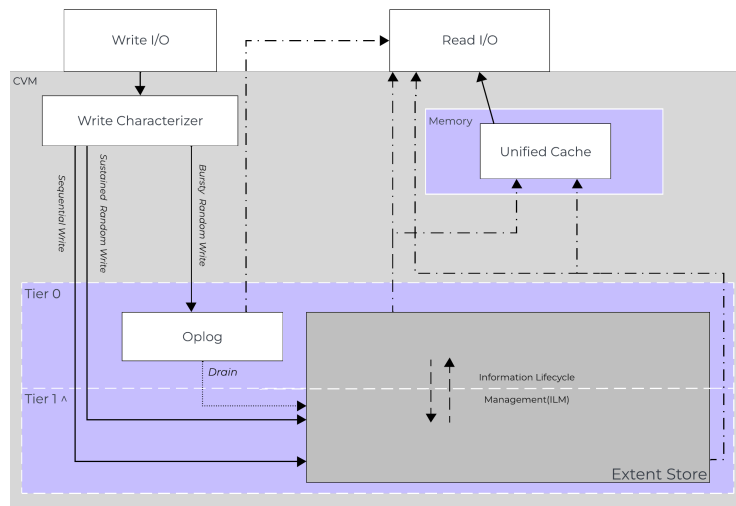 Write I/O
Read I/O
CVM
Write Characterizer
Memory
Unified Cache
Sequential Write
Sustained Random Write
Bursty Random Write
Tier 0
Oplog
Drain
Information Lifecycle
Management(ILM)
Tier 1 ^
Extent Store